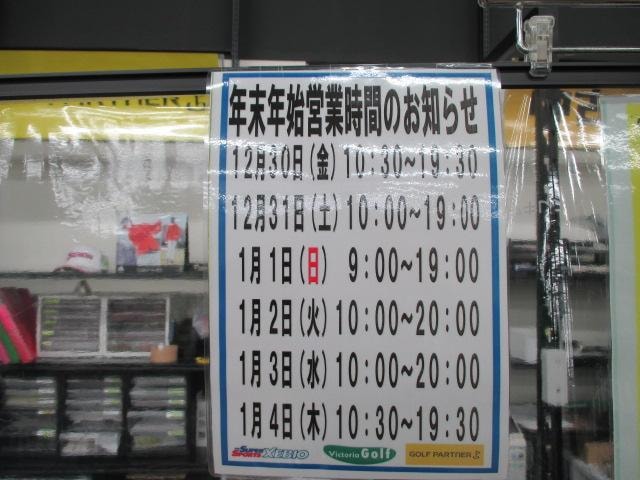 年末年始営業時間のお知らせ
12月30日(金) 10:30~19:30
12月31日(土) 10:00~19:00
1月1日(日) 9:00~19:00
1月2日(火) 10:00~20:00
1月3日(水) 10:00~20:00
1月4日(木) 10:30~19:30
SUPER SPORTS XEBIO Victoria Golf GOLF PARTNER